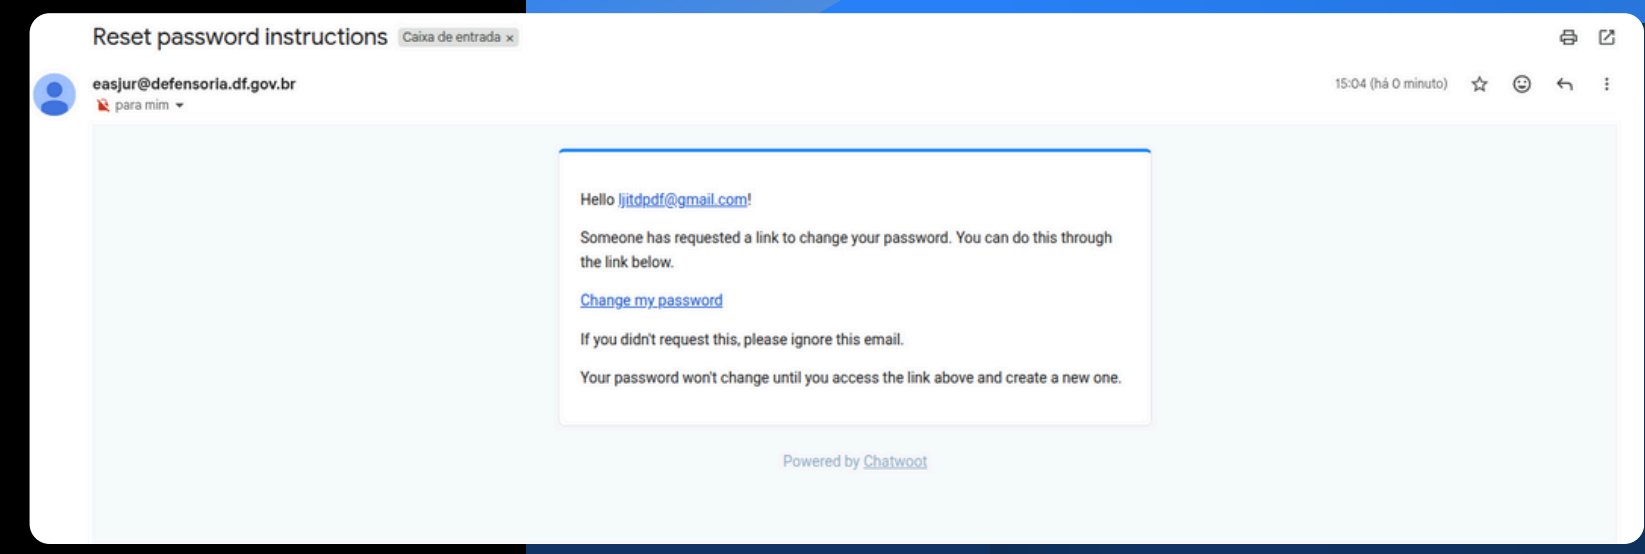 Reset password instructions Caixa de entrada x
easjur@defensoria.df.gov.br 15:04 (há 0 minuto)
para mim
Hello ljitdpdf@gmail.com!
Someone has requested a link to change your password. You can do this through
the link below.
Change my password
If you didn't request this, please ignore this email.
Your password won't change until you access the link above and create a new one.
Powered by Chatwoot